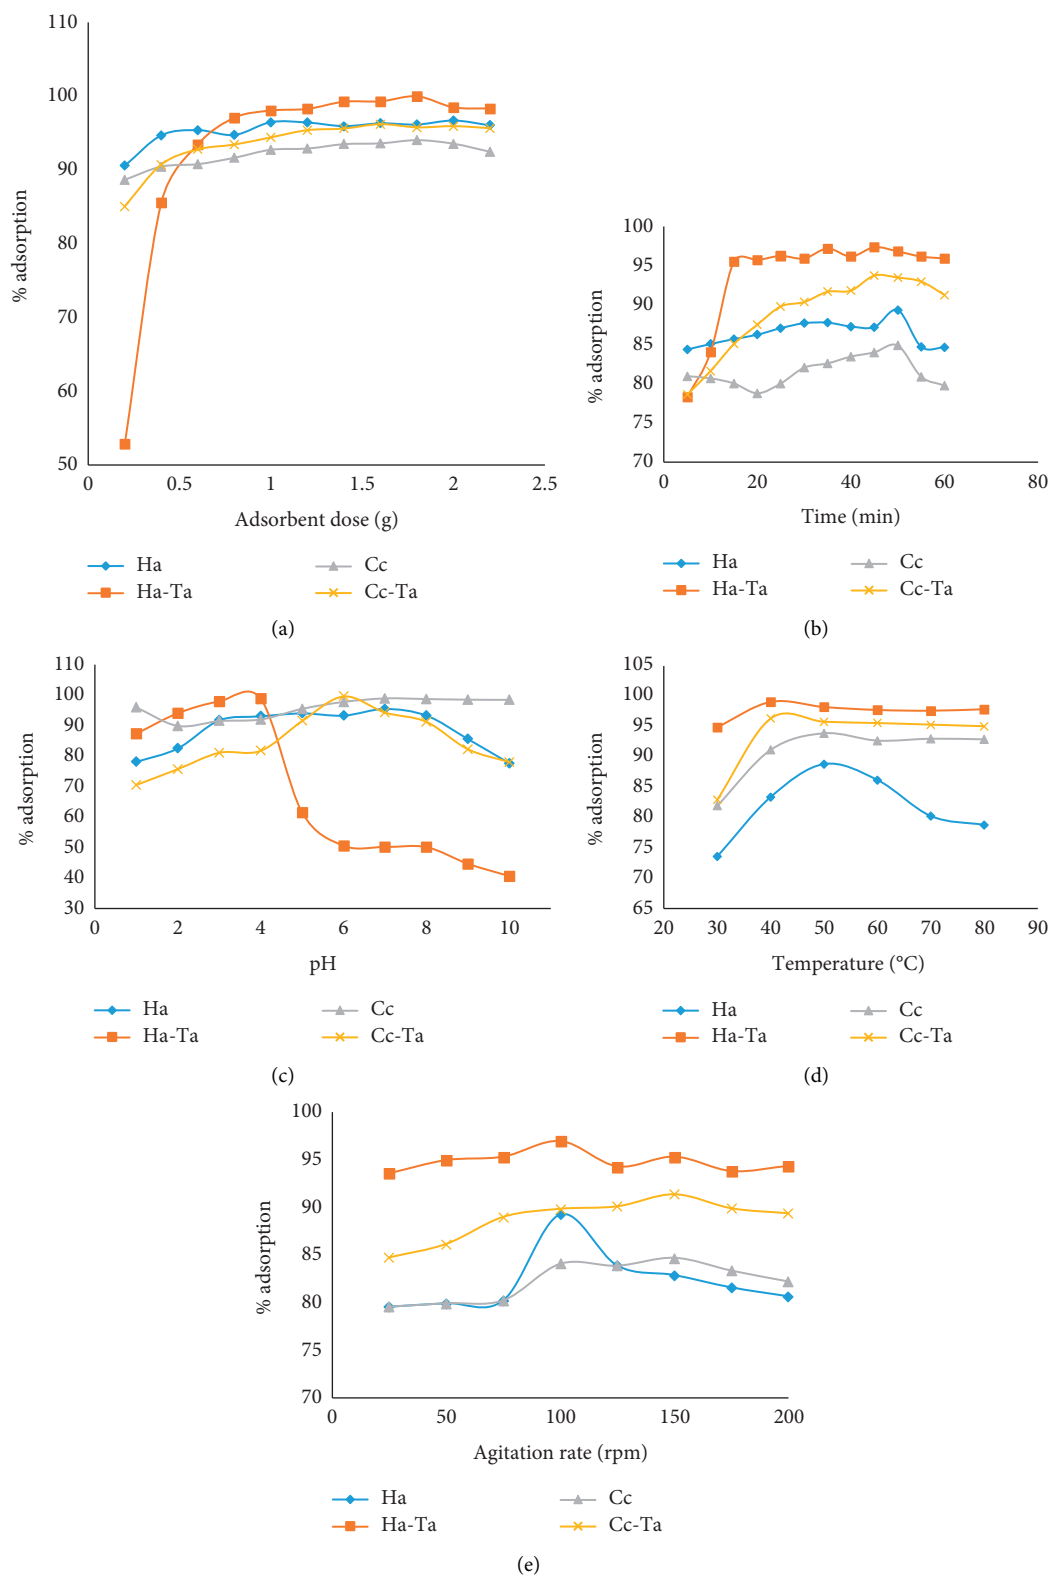 110
100
90
80
70
60
50
% adsorption
0 0.5 1 1.5 2 2.5
Adsorbent dose (g)
Ha Cc
Ha-Ta Cc-Ta
(a)
100
95
90
85
80
75
70
% adsorption
0 20 40 60 80
Time (min)
Ha Cc
Ha-Ta Cc-Ta
(b)
110
100
90
80
70
60
50
40
30
% adsorption
0 2 4 6 8 10
pH
Ha Cc
Ha-Ta Cc-Ta
(c)
105
100
95
90
85
80
75
70
65
% adsorption
20 30 40 50 60 70 80 90
Temperature (°C)
Ha Cc
Ha-Ta Cc-Ta
(d)
100
95
90
85
80
75
70
% adsorption
0 50 100 150 200
Agitation rate (rpm)
Ha Cc
Ha-Ta Cc-Ta
(e)